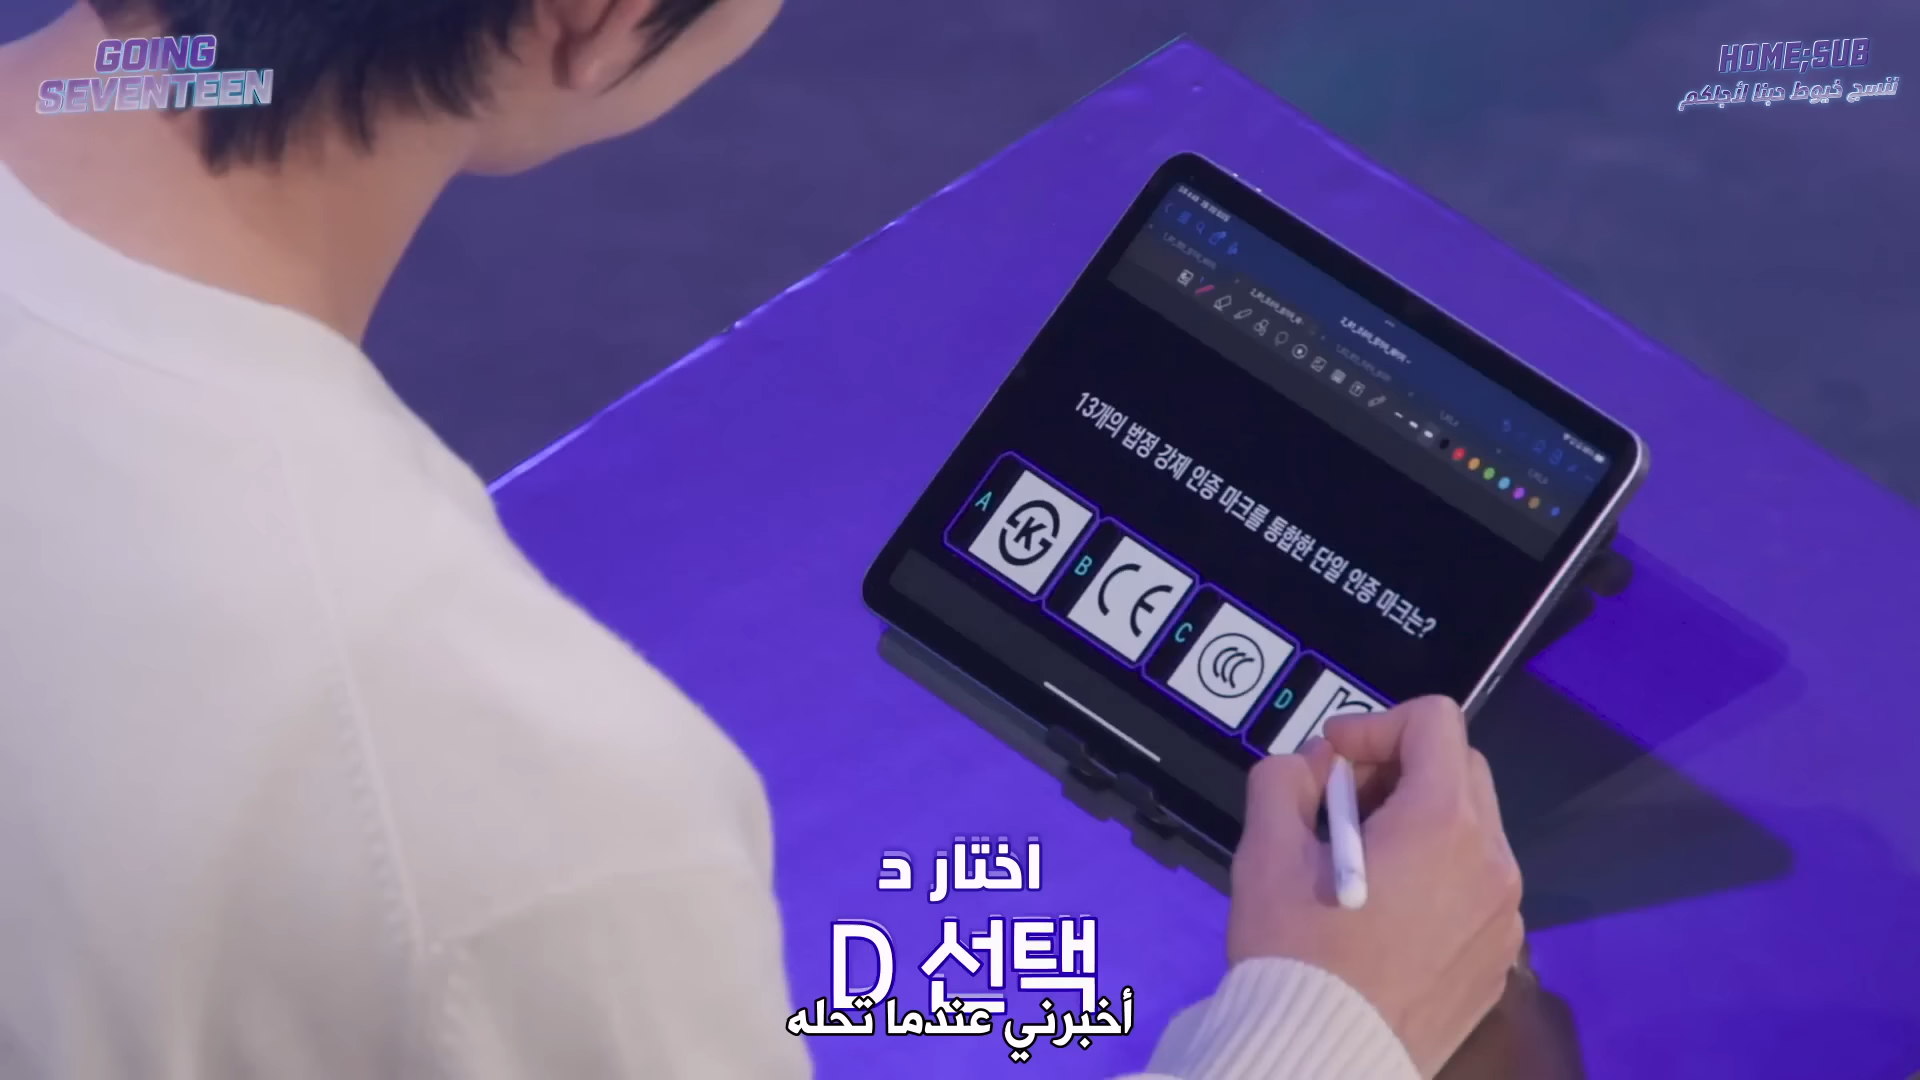 GOING
SEVENTEEN
HOME;SUB
ننسج خيوط حبنا لأجلكم
13개의 법정 강제 인증 마크를 통합한 단일 인증 마크는?
A
K
B
CE
C
D
اختار د
D 선택
أخبرني عندما تحله